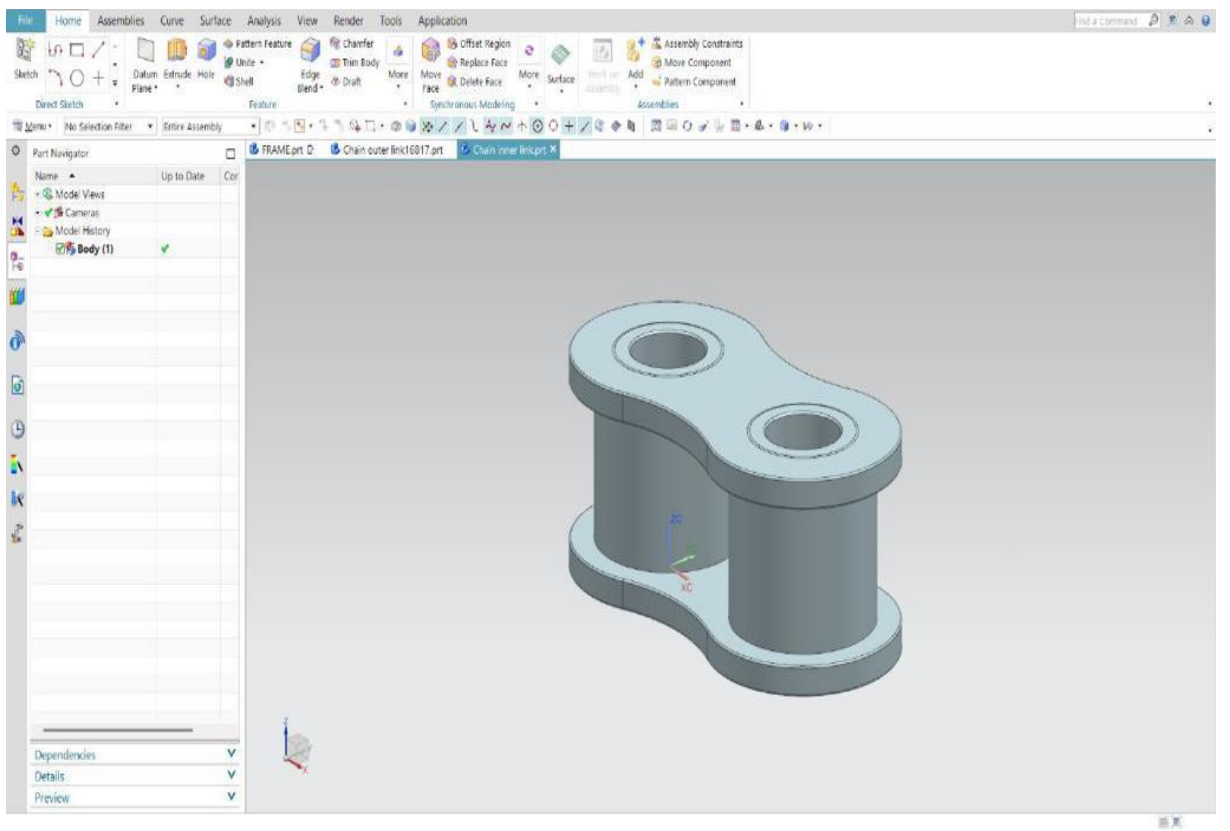 File Home Assemblies Curve Surface Analysis View Render Tools Application Find a Command
Sketch
Datum Plane
Extrude
Hole
Pattern Feature
Unite
Shell
Edge Blend
Chamfer
Trim Body
Draft
More
Move Face
Offset Region
Replace Face
Delete Face
More
Surface
Work on Assembly
Add
Assembly Constraints
Move Component
Pattern Component
Direct Sketch Feature Synchronous Modeling Assemblies
Menu No Selection Filter Entire Assembly
Part Navigator
FRAME.prt Chain outer link16817.prt Chain inner link.prt
Name Up to Date Cor
Model Views
Cameras
Model History
Body (1)
ZC
XC
Z
X
Dependencies
Details
Preview